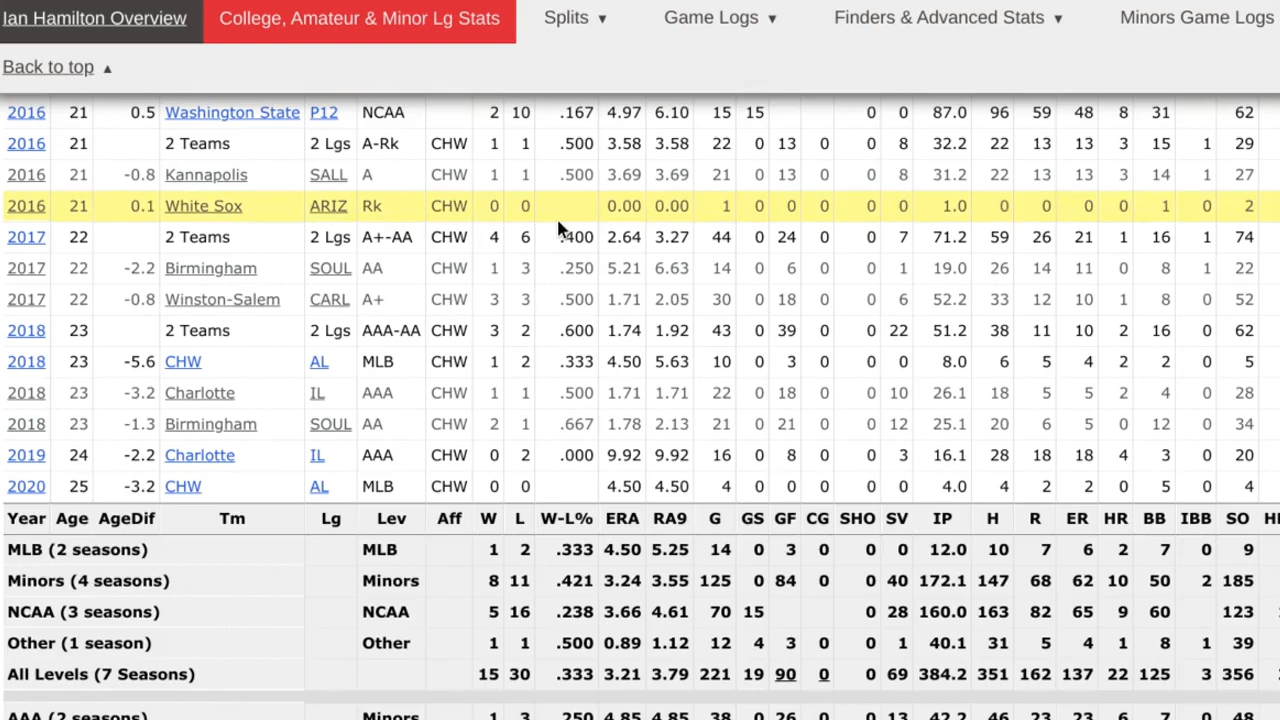 Ian Hamilton Overview College, Amateur & Minor Lg Stats Splits ▼ Game Logs ▼ Finders & Advanced Stats ▼ Minors Game Logs
Back to top ▲
2016 21 0.5 Washington State P12 NCAA 2 10 .167 4.97 6.10 15 15 0 0 87.0 96 59 48 8 31 62
2016 21 2 Teams 2 Lgs A-Rk CHW 1 1 .500 3.58 3.58 22 0 13 0 0 8 32.2 22 13 13 3 15 1 29
2016 21 -0.8 Kannapolis SALL A CHW 1 1 .500 3.69 3.69 21 0 13 0 0 8 31.2 22 13 13 3 14 1 27
2016 21 0.1 White Sox ARIZ Rk CHW 0 0 0.00 0.00 1 0 0 0 0 0 1.0 0 0 0 0 1 0 2
2017 22 2 Teams 2 Lgs A+-AA CHW 4 6 .400 2.64 3.27 44 0 24 0 0 7 71.2 59 26 21 1 16 1 74
2017 22 -2.2 Birmingham SOUL AA CHW 1 3 .250 5.21 6.63 14 0 6 0 0 1 19.0 26 14 11 0 8 1 22
2017 22 -0.8 Winston-Salem CARL A+ CHW 3 3 .500 1.71 2.05 30 0 18 0 0 6 52.2 33 12 10 1 8 0 52
2018 23 2 Teams 2 Lgs AAA-AA CHW 3 2 .600 1.74 1.92 43 0 39 0 0 22 51.2 38 11 10 2 16 0 62
2018 23 -5.6 CHW AL MLB 1 2 .333 4.50 5.63 10 0 3 0 0 0 8.0 6 5 4 2 2 0 5
2018 23 -3.2 Charlotte IL AAA CHW 1 1 .500 1.71 1.71 22 0 18 0 0 10 26.1 18 5 5 2 4 0 28
2018 23 -1.3 Birmingham SOUL AA CHW 2 1 .667 1.78 2.13 21 0 21 0 0 12 25.1 20 6 5 0 12 0 34
2019 24 -2.2 Charlotte IL AAA CHW 0 2 .000 9.92 9.92 16 0 8 0 0 3 16.1 28 18 18 4 3 0 20
2020 25 -3.2 CHW AL MLB CHW 0 0 4.50 4.50 4 0 0 0 0 0 4.0 4 2 2 0 5 0 4
Year Age AgeDif Tm Lg Lev Aff W L W-L% ERA RA9 G GS GF CG SHO SV IP H R ER HR BB IBB SO
MLB (2 seasons) MLB 1 2 .333 4.50 5.25 14 0 3 0 0 0 12.0 10 7 6 2 7 0 9
Minors (4 seasons) Minors 8 11 .421 3.24 3.55 125 0 84 0 0 40 172.1 147 68 62 10 50 2 185
NCAA (3 seasons) NCAA 5 16 .238 3.66 4.61 70 15 0 28 160.0 163 82 65 9 60 123
Other (1 season) Other 1 1 .500 0.89 1.12 12 4 3 0 0 1 40.1 31 5 4 1 8 1 39
All Levels (7 Seasons) 15 30 .333 3.21 3.79 221 19 90 0 0 69 384.2 351 162 137 22 125 3 356
AAA (2 seasons) Minors 1 3 .250 4.85 4.85 38 0 26 0 0 13 42.2 46 23 23 6 7 0 48